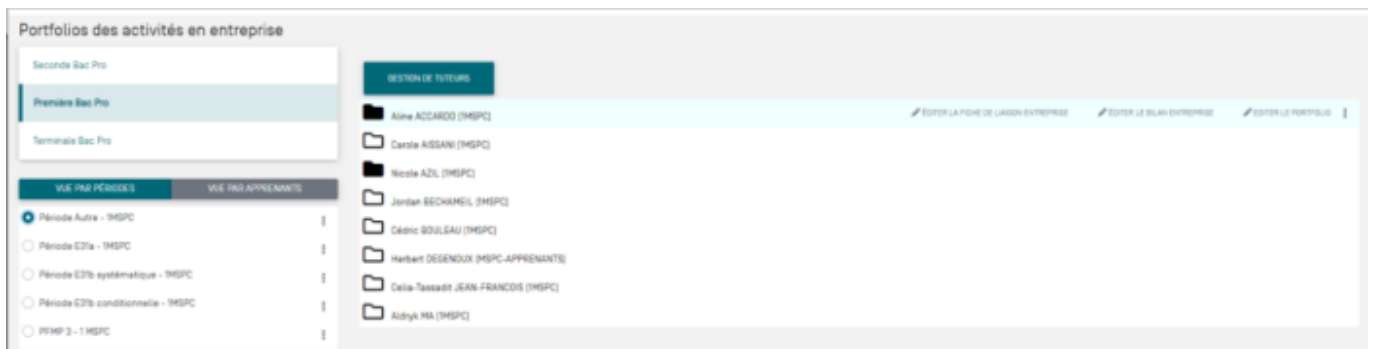 Portfolios des activités en entreprise
Seconde Bac Pro
Première Bac Pro
Terminale Bac Pro
VUE PAR PÉRIODES VUE PAR APPRENANTS
Période Autre - 1MSPC
Période E31a - 1MSPC
Période E31b systématique - 1MSPC
Période E31b conditionnelle - 1MSPC
PFMP 3 - 1 MSPC
GESTION DE TUTEURS
Aline ACCARDO (1MSPC) ÉDITER LA FICHE DE LIAISON ENTREPRISE ÉDITER LE BILAN ENTREPRISE ÉDITER LE PORTFOLIO
Carole AISSANI (1MSPC)
Nicole AZIL (1MSPC)
Jordan BECHAMEIL (1MSPC)
Cédric BOULEAU (1MSPC)
Herbert DEGENOUX (MSPC-APPRENANTS)
Celia-Tassadit JEAN-FRANCOIS (1MSPC)
Aldryk MA (1MSPC)